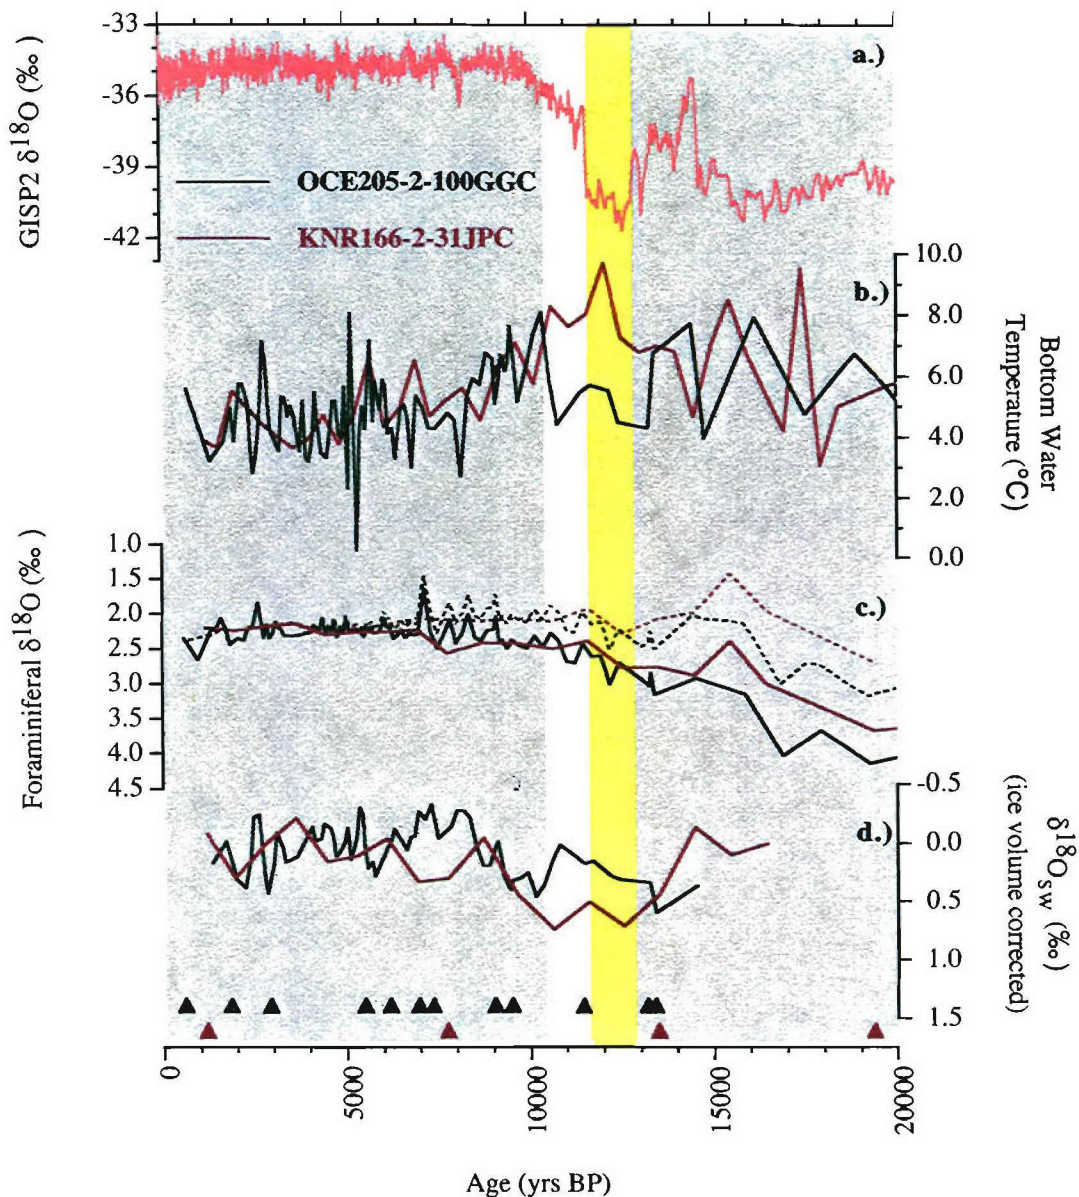 -33
-36
-39
-42
GISP2 δ18O (‰)
a.)
OCE205-2-100GGC
KNR166-2-31JPC
10.0
8.0
6.0
4.0
2.0
0.0
b.)
Bottom Water
Temperature (°C)
1.0
1.5
2.0
2.5
3.0
3.5
4.0
4.5
Foraminiferal δ18O (‰)
c.)
-0.5
0.0
0.5
1.0
1.5
d.)
δ18Osw (‰)
(ice volume corrected)
0
5000
10000
15000
20000
Age (yrs BP)